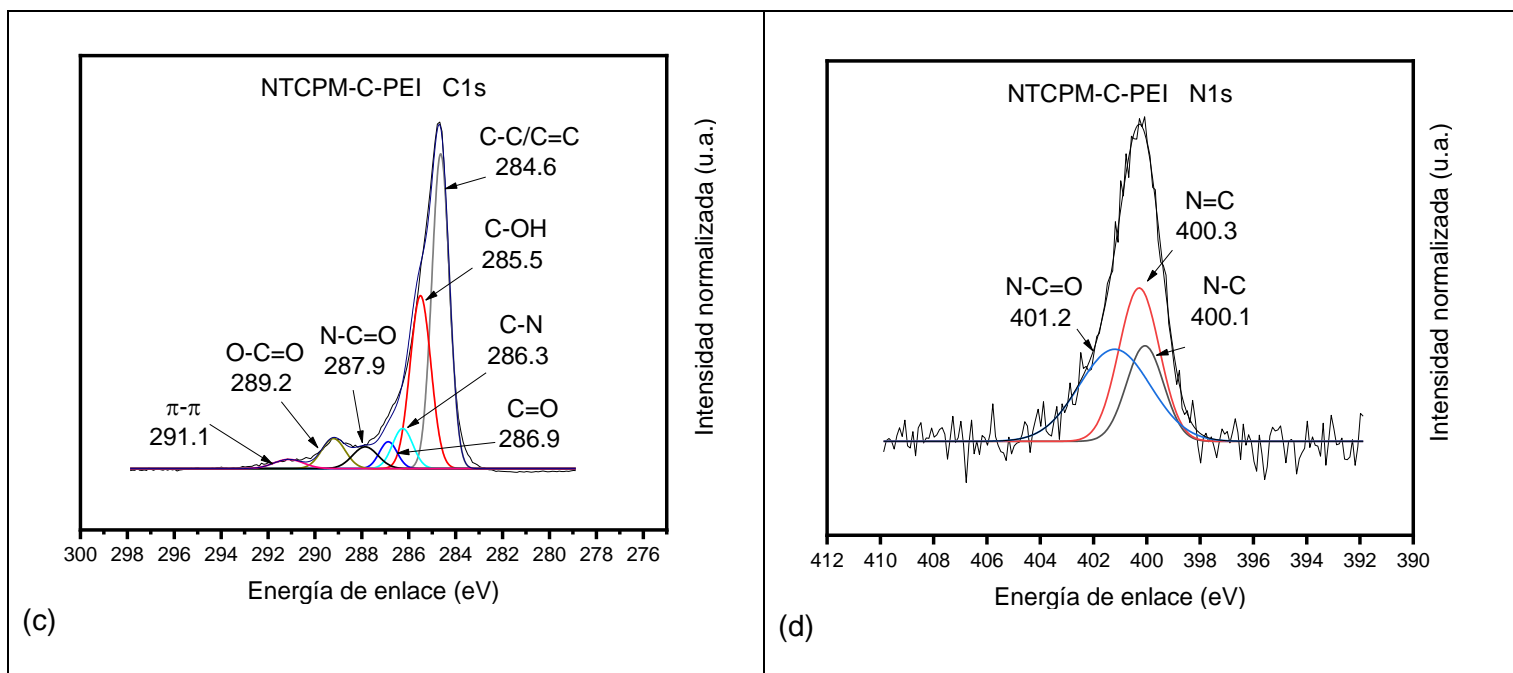 NTCPM-C-PEI C1s
C-C/C=C
284.6
C-OH
285.5
C-N
286.3
N-C=O
287.9
O-C=O
289.2
C=O
286.9
π-π
291.1
300 298 296 294 292 290 288 286 284 282 280 278 276
Energía de enlace (eV)
Intensidad normalizada (u.a.)
(c)
NTCPM-C-PEI N1s
N=C
400.3
N-C=O
401.2
N-C
400.1
412 410 408 406 404 402 400 398 396 394 392 390
Energía de enlace (eV)
Intensidad normalizada (u.a.)
(d)